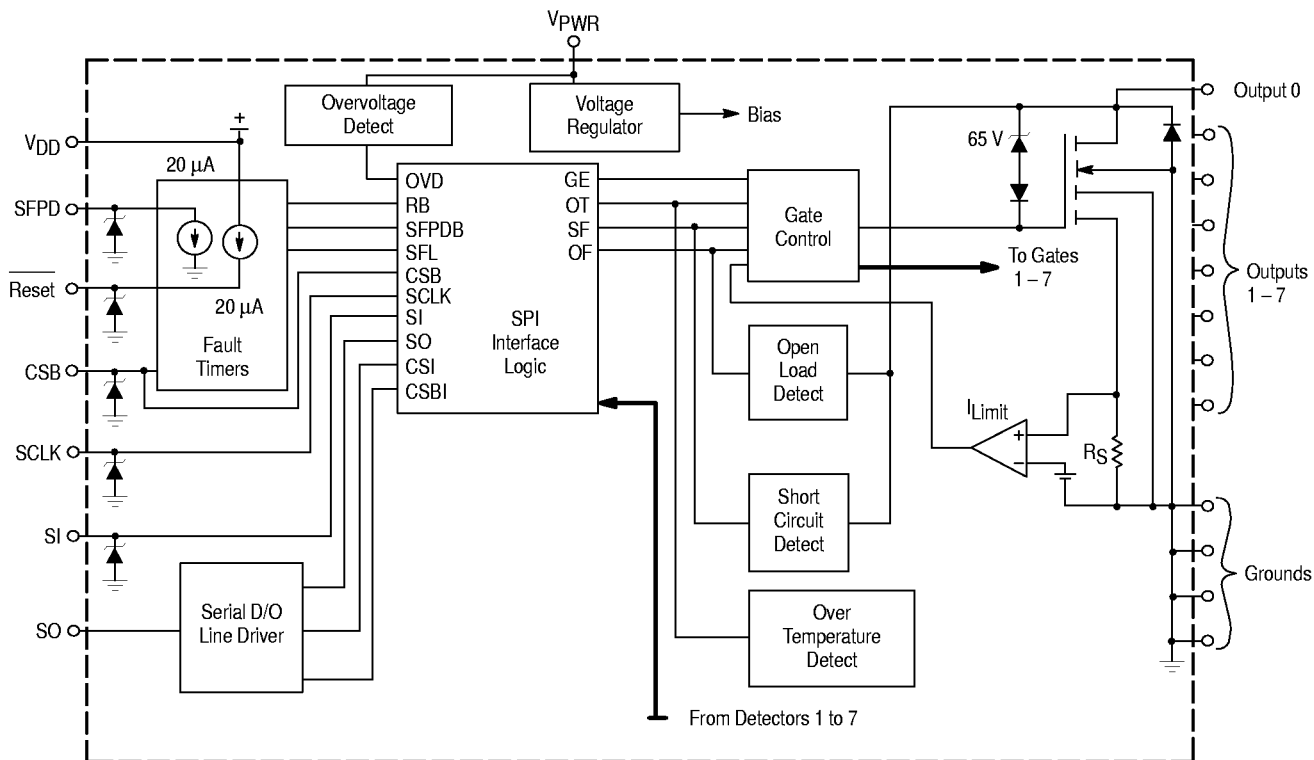 VPWR
Overvoltage
Detect
Voltage
Regulator
Bias
Output 0
+
VDD
20 μA
65 V
SFPD
Reset
20 μA
Fault
Timers
CSB
SCLK
SI
SO
OVD
RB
SFPDB
SFL
CSB
SCLK
SI
SO
CSI
CSBI
SPI
Interface
Logic
GE
OT
SF
OF
Gate
Control
To Gates
1 – 7
Outputs
1 – 7
Open
Load
Detect
ILimit
+
–
RS
Short
Circuit
Detect
Grounds
Serial D/O
Line Driver
Over
Temperature
Detect
From Detectors 1 to 7